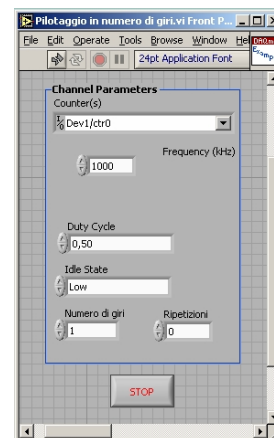 Pilotaggio in numero di giri.vi Front P...
File Edit Operate Tools Browse Window Hel
24pt Application Font
Channel Parameters
Counter(s)
Dev1/ctr0
Frequency (kHz)
1000
Duty Cycle
0,50
Idle State
Low
Numero di giri Ripetizioni
1 0
STOP